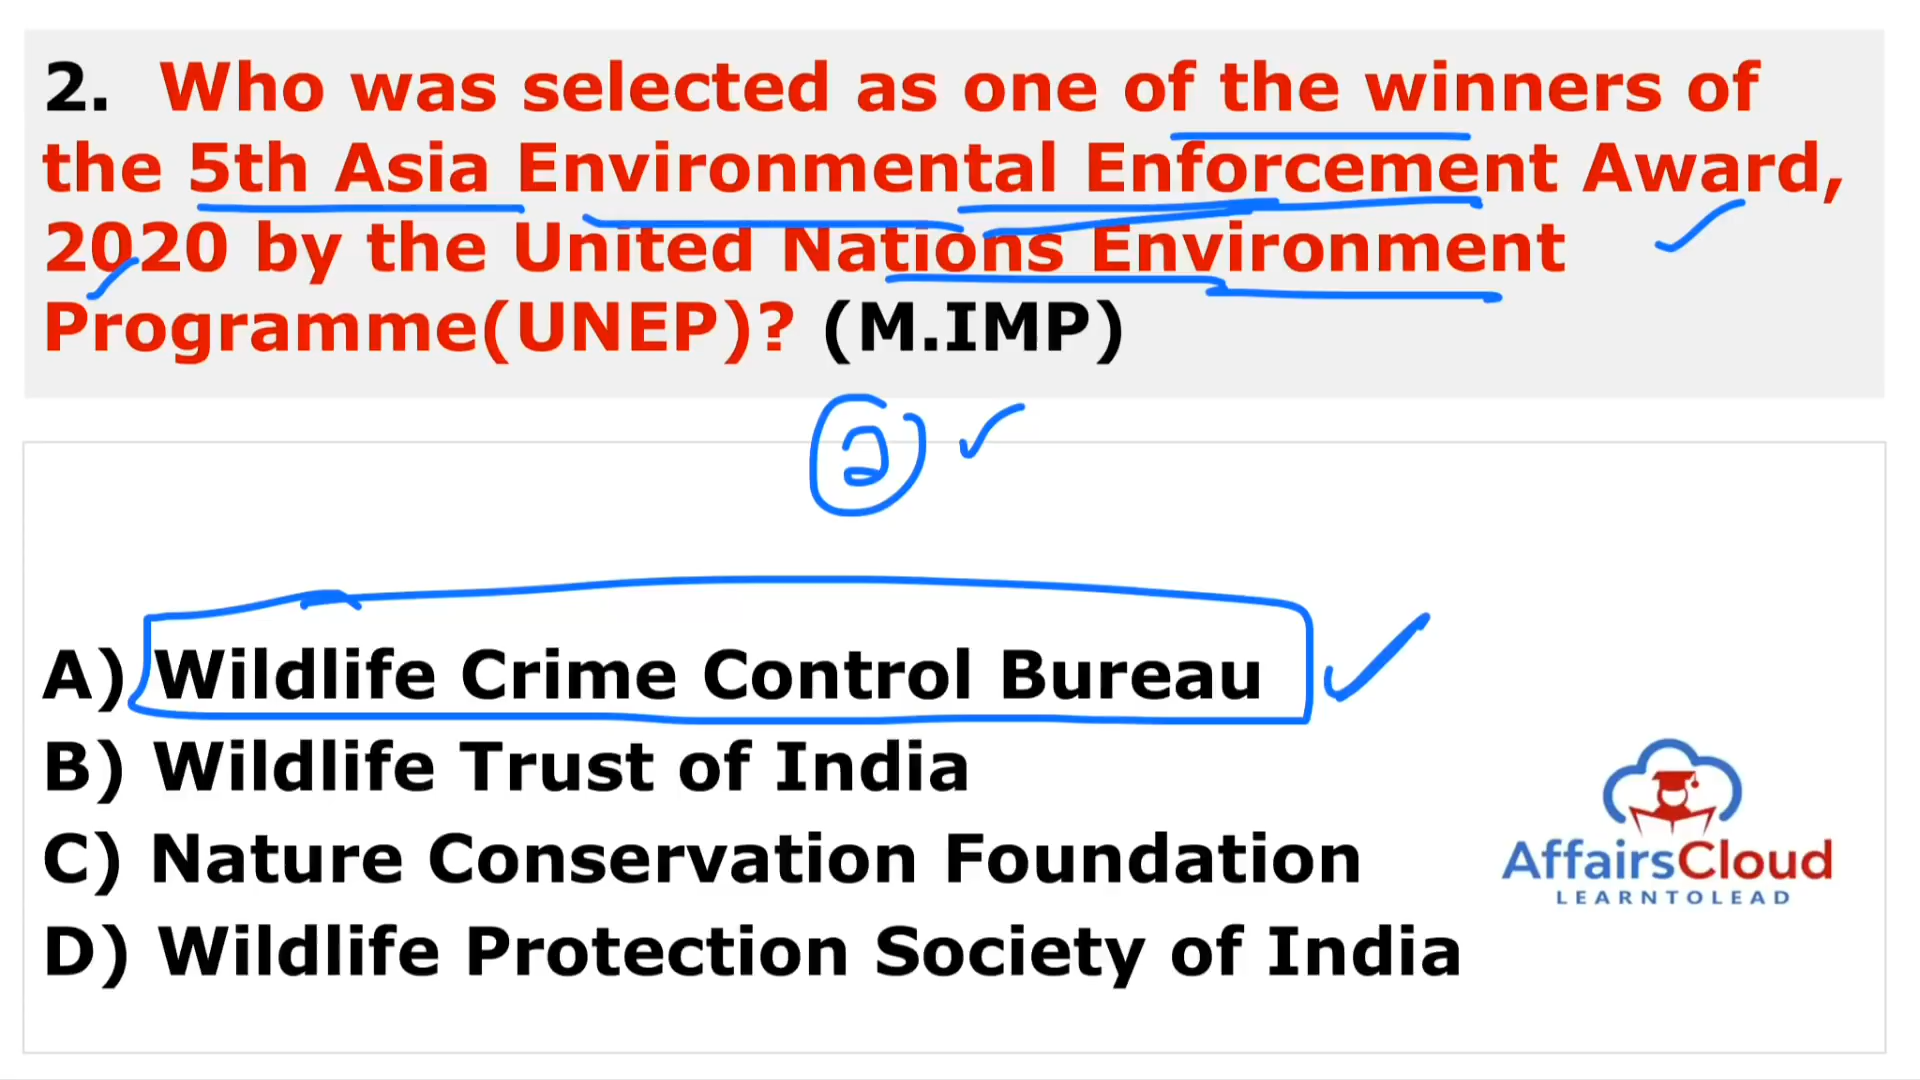 2. Who was selected as one of the winners of
the 5th Asia Environmental Enforcement Award,
2020 by the United Nations Environment
Programme(UNEP)? (M.IMP)
2
A) Wildlife Crime Control Bureau
B) Wildlife Trust of India
C) Nature Conservation Foundation
D) Wildlife Protection Society of India
AffairsCloud
LEARNTOLEAD